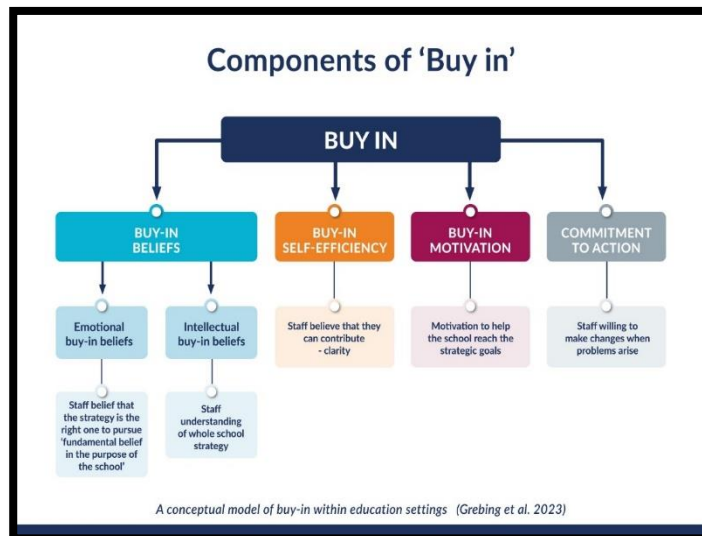 Components of ‘Buy in’
BUY IN
BUY-IN
BELIEFS
BUY-IN
SELF-EFFICIENCY
BUY-IN
MOTIVATION
COMMITMENT
TO ACTION
Emotional
buy-in beliefs
Intellectual
buy-in beliefs
Staff believe that they
can contribute
- clarity
Motivation to help
the school reach the
strategic goals
Staff willing to
make changes when
problems arise
Staff belief that
the strategy is the
right one to pursue
‘fundamental belief
in the purpose of
the school’
Staff
understanding
of whole school
strategy
A conceptual model of buy-in within education settings (Grebing et al. 2023)